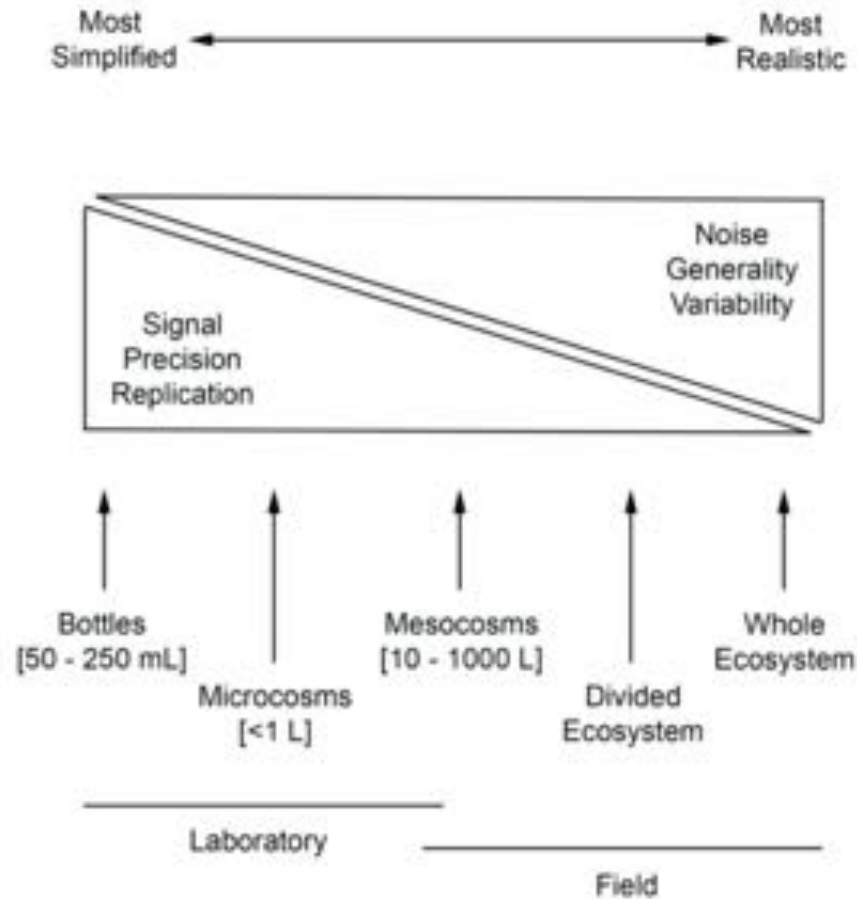 Most
Simplified
Most
Realistic
Noise
Generality
Variability
Signal
Precision
Replication
Bottles
[50 - 250 mL]
Microcosms
[<1 L]
Mesocosms
[10 - 1000 L]
Divided
Ecosystem
Whole
Ecosystem
Laboratory
Field